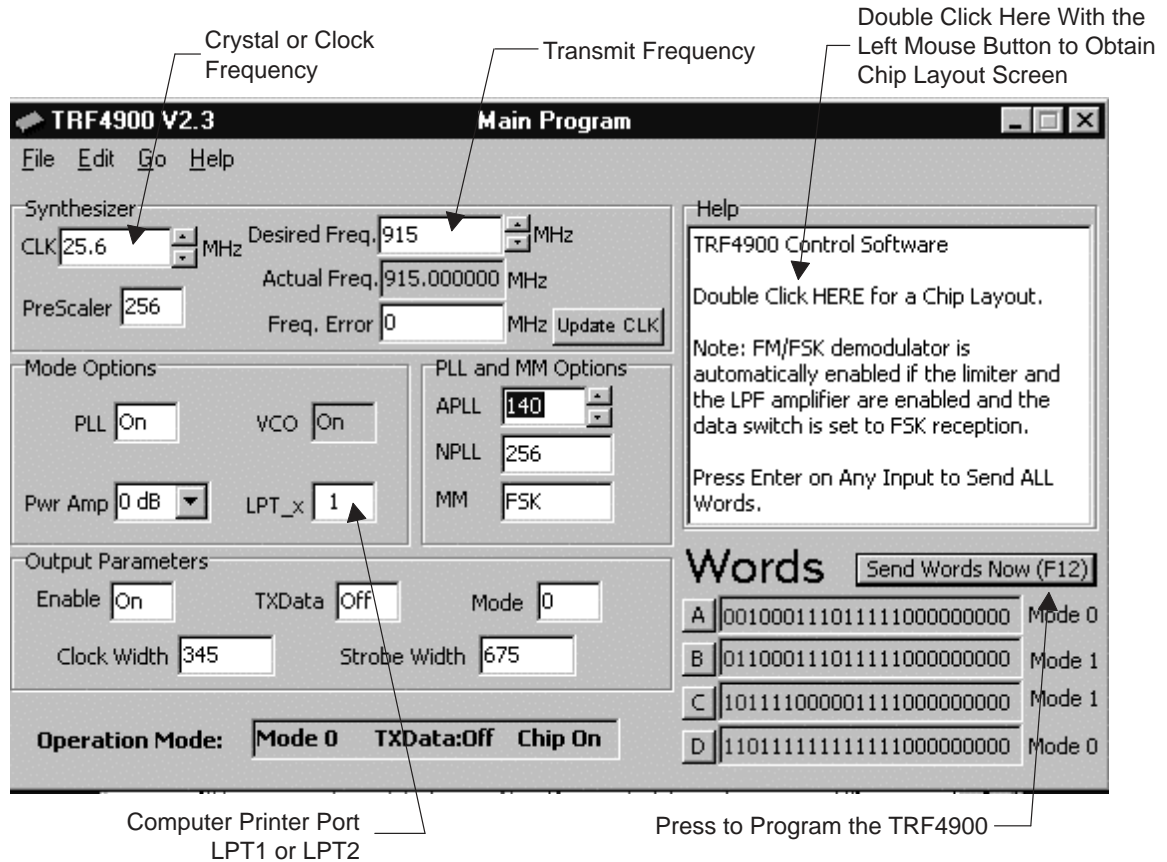 Crystal or Clock
Frequency
Transmit Frequency
Double Click Here With the
Left Mouse Button to Obtain
Chip Layout Screen
TRF4900 V2.3 Main Program
File Edit Go Help
Synthesizer
CLK 25.6 MHz
Desired Freq. 915 MHz
Actual Freq. 915.000000 MHz
PreScaler 256
Freq. Error 0 MHz Update CLK
Help
TRF4900 Control Software
Double Click HERE for a Chip Layout.
Note: FM/FSK demodulator is
automatically enabled if the limiter and
the LPF amplifier are enabled and the
data switch is set to FSK reception.
Press Enter on Any Input to Send ALL
Words.
Mode Options
PLL On VCO On
Pwr Amp 0 dB LPT_x 1
PLL and MM Options
APLL 140
NPLL 256
MM FSK
Output Parameters
Enable On TXData Off Mode 0
Clock Width 345 Strobe Width 675
Operation Mode: Mode 0 TXData:Off Chip On
Words Send Words Now (F12)
A 001000111011111000000000 Mode 0
B 011000111011111000000000 Mode 1
C 101111000001111000000000 Mode 1
D 110111111111111000000000 Mode 0
Computer Printer Port
LPT1 or LPT2
Press to Program the TRF4900